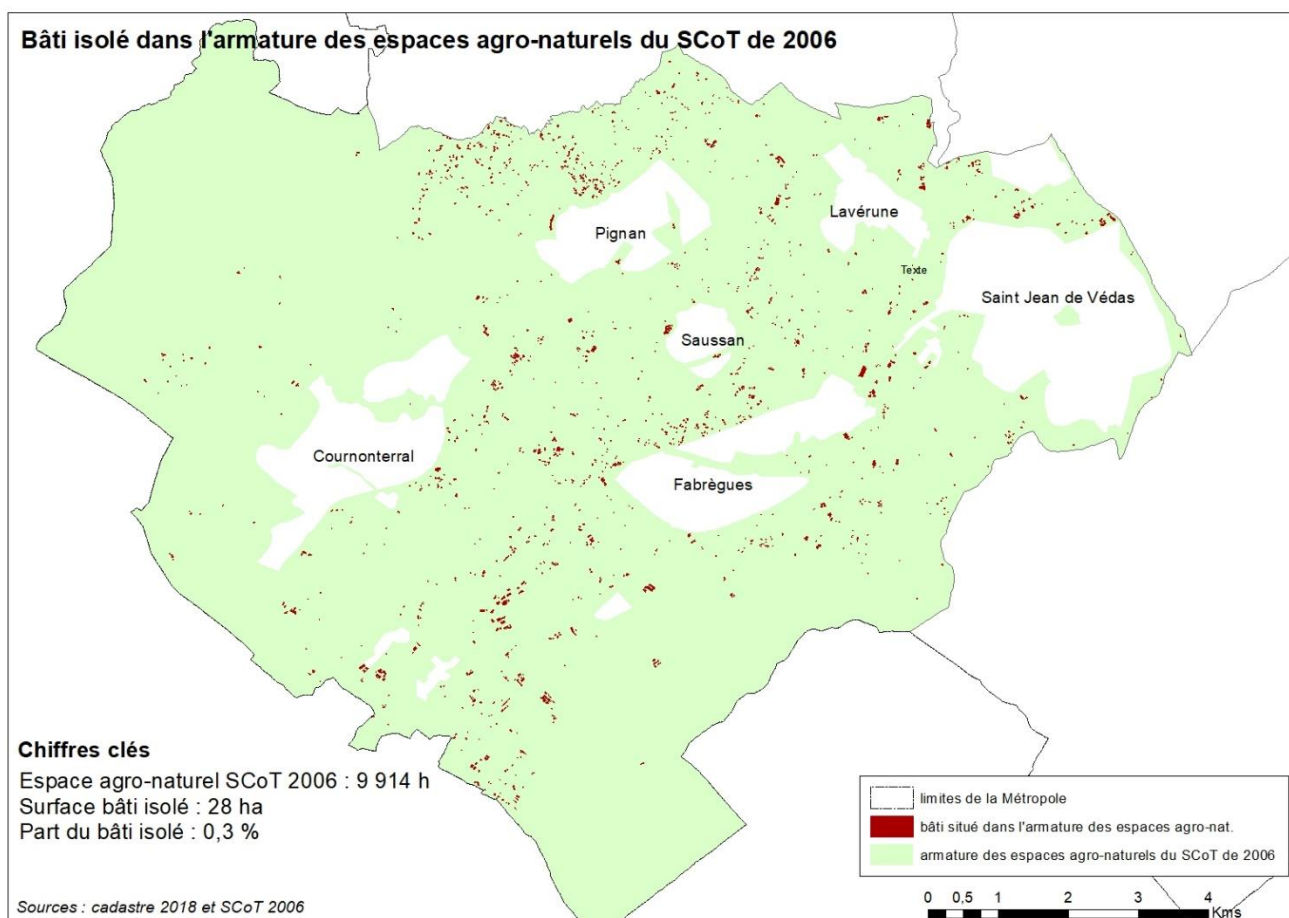 Bâti isolé dans l'armature des espaces agro-naturels du SCoT de 2006
Pignan
Lavérune
Texte
Saint Jean de Védas
Saussan
Cournonterral
Fabrègues
Chiffres clés
Espace agro-naturel SCoT 2006 : 9 914 h
Surface bâti isolé : 28 ha
Part du bâti isolé : 0,3 %
Sources : cadastre 2018 et SCoT 2006
limites de la Métropole
bâti situé dans l'armature des espaces agro-nat.
armature des espaces agro-naturels du SCoT de 2006
0 0,5 1 2 3 4
Kms